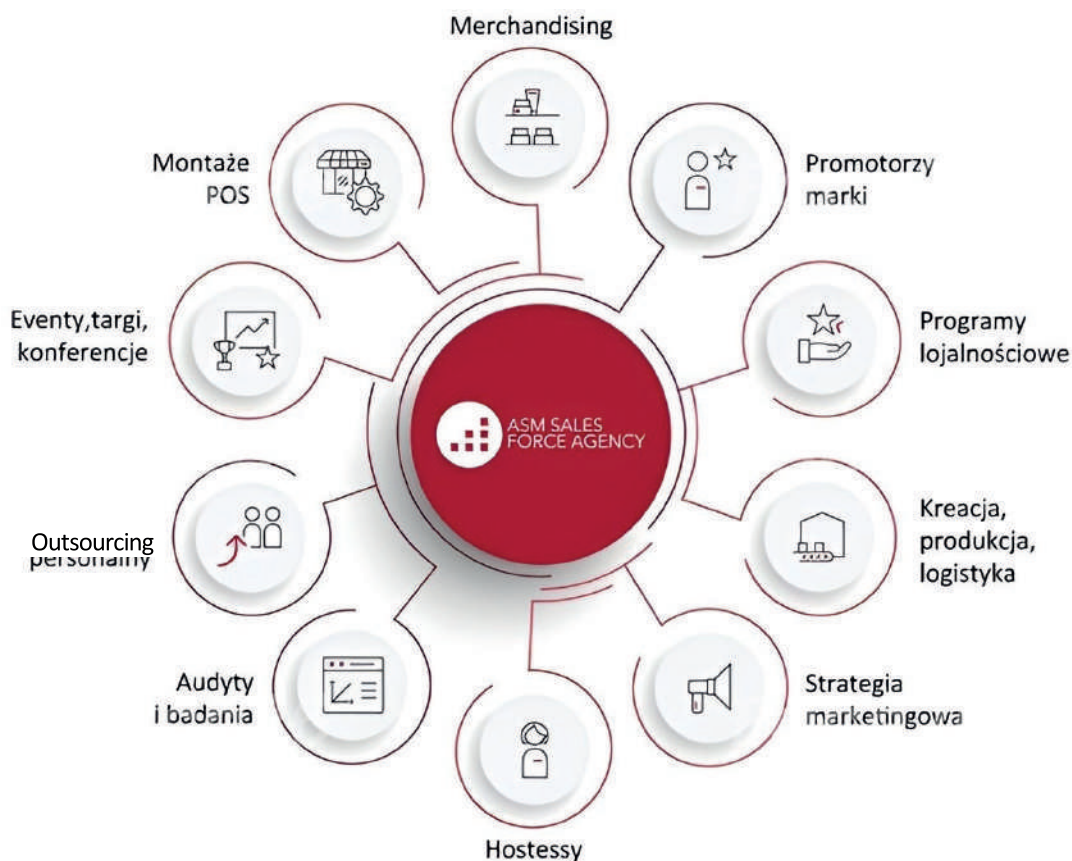 Merchandising
Montaże
POS
Promotorzy
marki
Eventy,targi,
konferencje
Programy
lojalnościowe
ASM SALES
FORCE AGENCY
Outsourcing
personalny
Kreacja,
produkcja,
logistyka
Audyty
i badania
Strategia
marketingowa
Hostessy